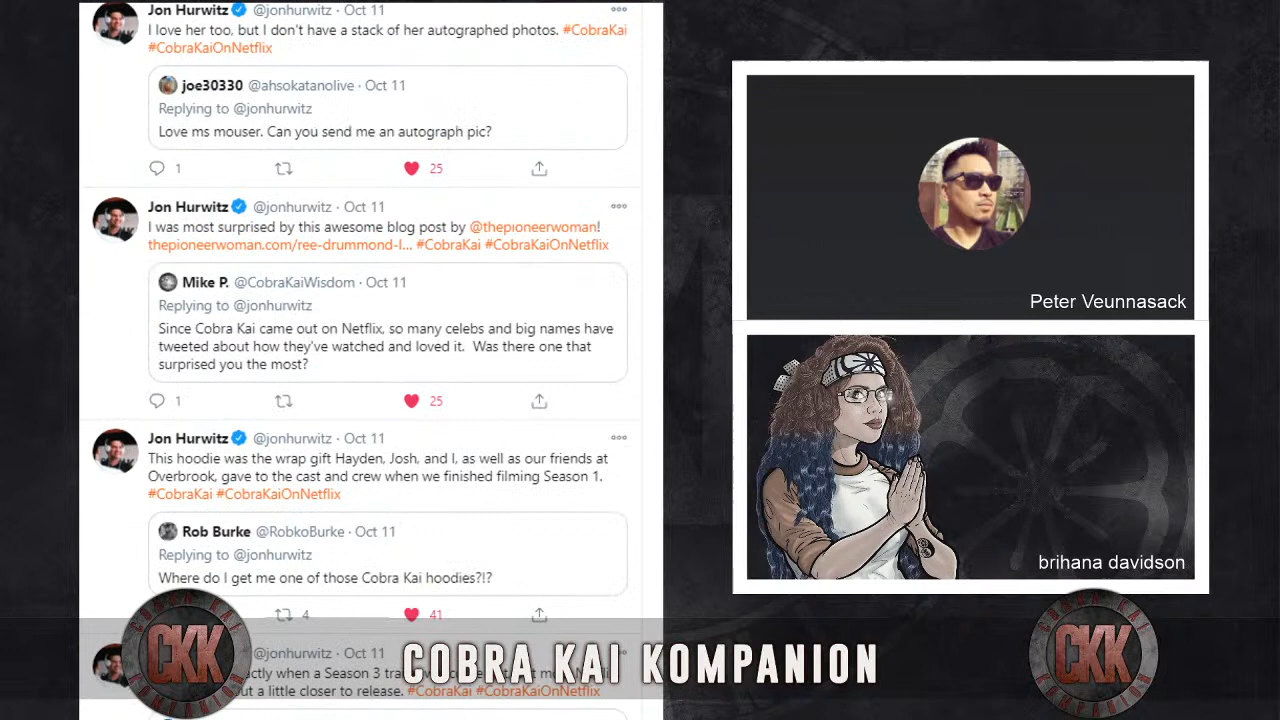 Jon Hurwitz @jonhurwitz · Oct 11
I love her too, but I don't have a stack of her autographed photos. #CobraKai
#CobraKaiOnNetflix
joe30330 @ahsokatanolive · Oct 11
Replying to @jonhurwitz
Love ms mouser. Can you send me an autograph pic?
1
25
Jon Hurwitz @jonhurwitz · Oct 11
I was most surprised by this awesome blog post by @thepioneerwoman!
thepioneerwoman.com/ree-drummond-l... #CobraKai #CobraKaiOnNetflix
Mike P. @CobraKaiWisdom · Oct 11
Replying to @jonhurwitz
Since Cobra Kai came out on Netflix, so many celebs and big names have
tweeted about how they've watched and loved it. Was there one that
surprised you the most?
1
25
Jon Hurwitz @jonhurwitz · Oct 11
This hoodie was the wrap gift Hayden, Josh, and I, as well as our friends at
Overbrook, gave to the cast and crew when we finished filming Season 1.
#CobraKai #CobraKaiOnNetflix
Rob Burke @RobkoBurke · Oct 11
Replying to @jonhurwitz
Where do I get me one of those Cobra Kai hoodies?!?
4
41
@jonhurwitz · Oct 11
when a Season 3
a little closer to release. #CobraKai #CobraKaiOnNetflix
Peter Veunnasack
brihana davidson
CKK
COBRA KAI KOMPANION
CKK